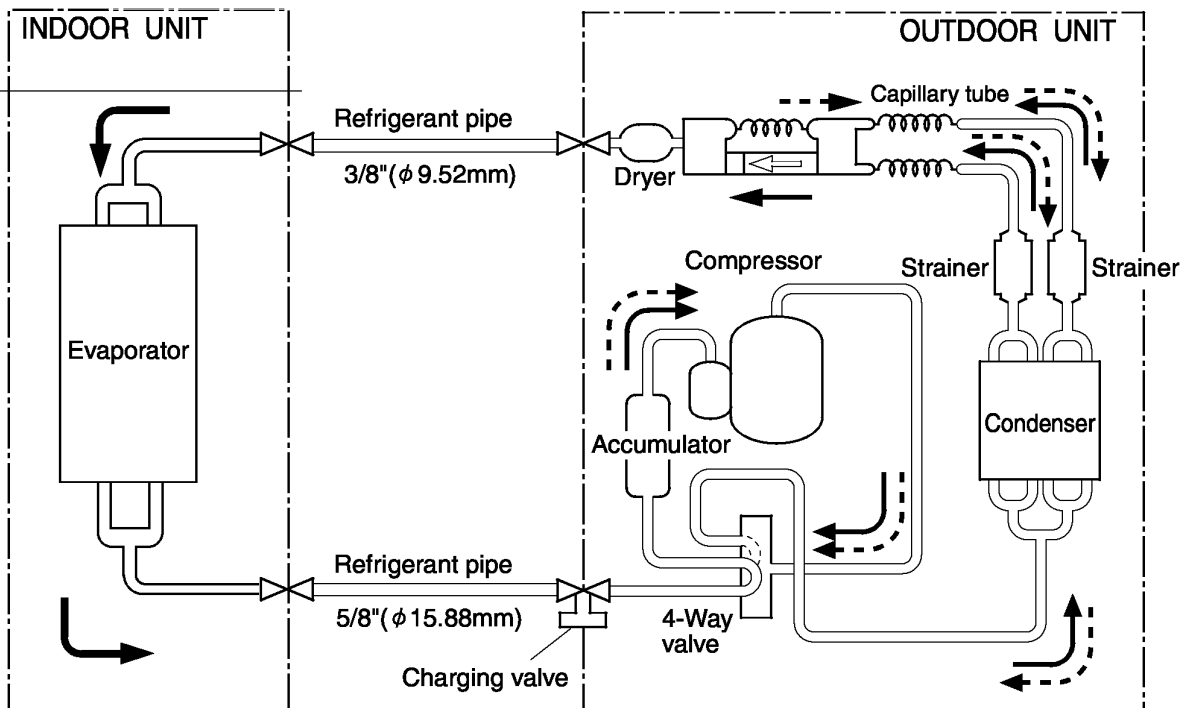 INDOOR UNIT
OUTDOOR UNIT
Refrigerant pipe
3/8"(ϕ9.52mm)
Capillary tube
Dryer
Compressor
Strainer
Strainer
Evaporator
Condenser
Accumulator
Refrigerant pipe
5/8"(ϕ15.88mm)
4-Way
valve
Charging valve